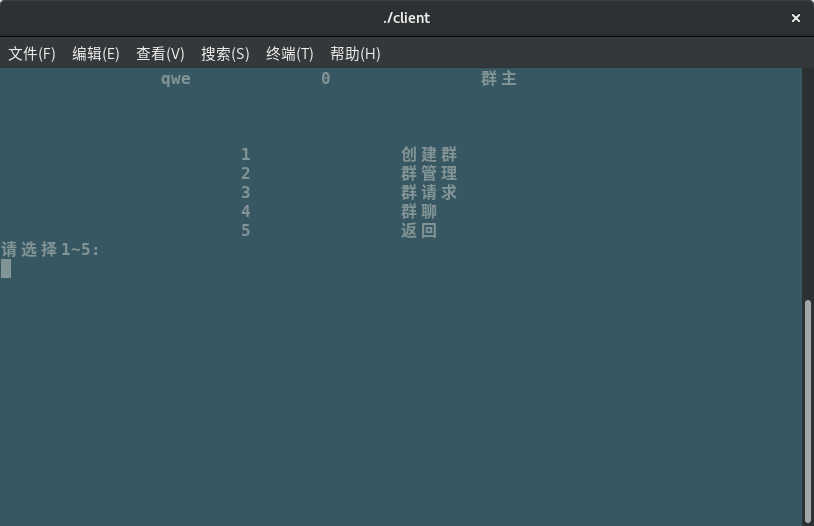 ./client ×
文件(F) 编辑(E) 查看(V) 搜索(S) 终端(T) 帮助(H)
qwe 0 群主
1 创建群
2 群管理
3 群请求
4 群聊
5 返回
请选择1~5: